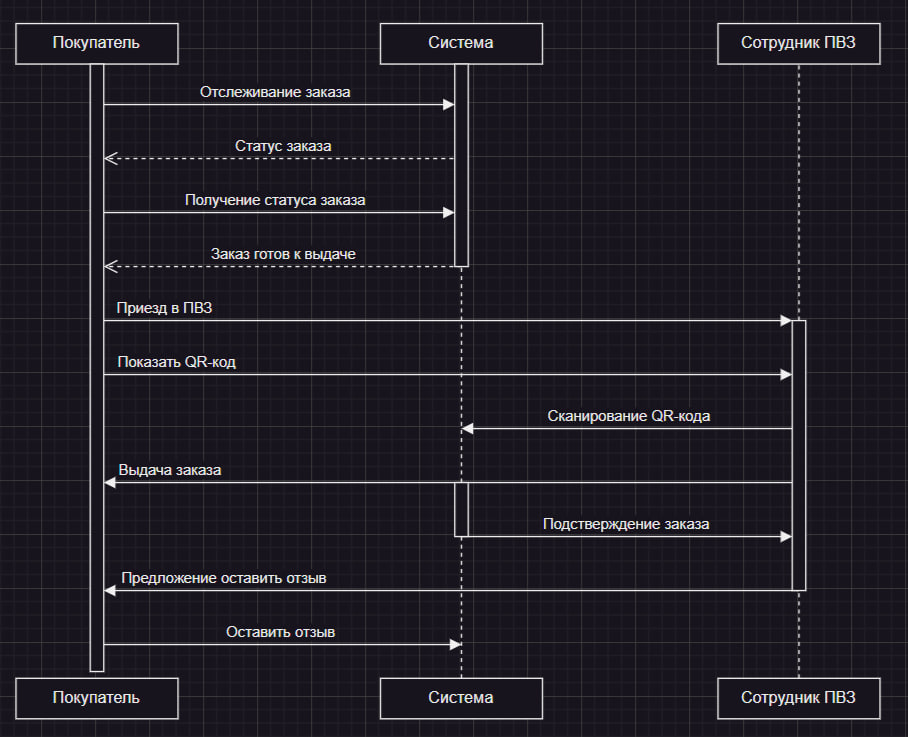 Покупатель
Система
Сотрудник ПВЗ
Отслеживание заказа
Статус заказа
Получение статуса заказа
Заказ готов к выдаче
Приезд в ПВЗ
Показать QR-код
Сканирование QR-кода
Выдача заказа
Подстверждение заказа
Предложение оставить отзыв
Оставить отзыв
Покупатель
Система
Сотрудник ПВЗ